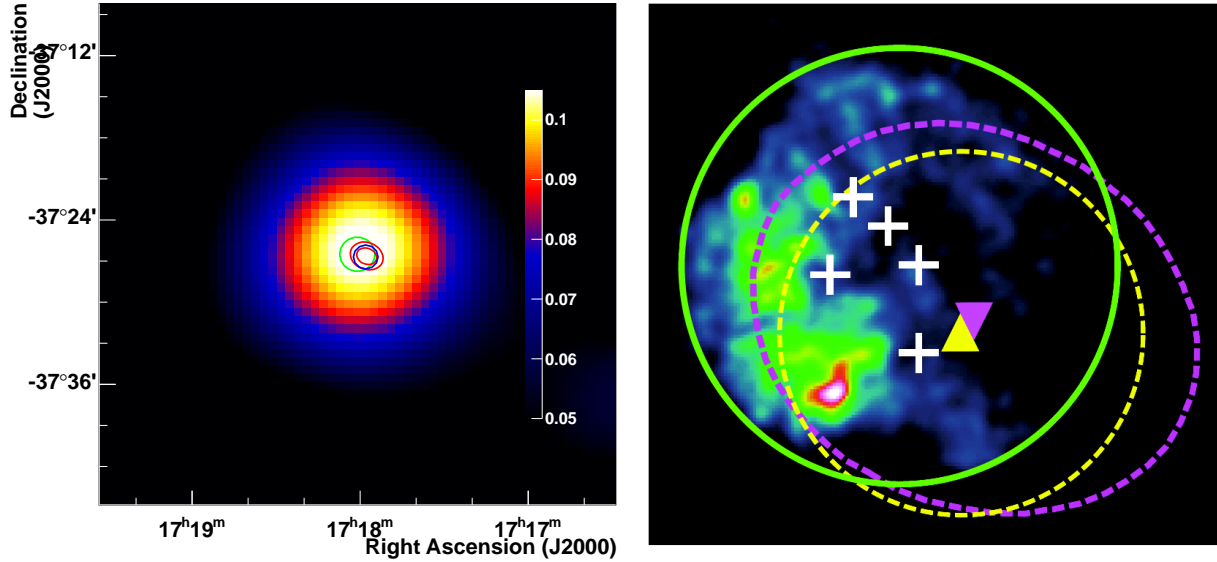 Declination
(J2000)
-37°12'
-37°24'
-37°36'
0.1
0.09
0.08
0.07
0.06
0.05
17h19m
17h18m
17h17m
Right Ascension (J2000)